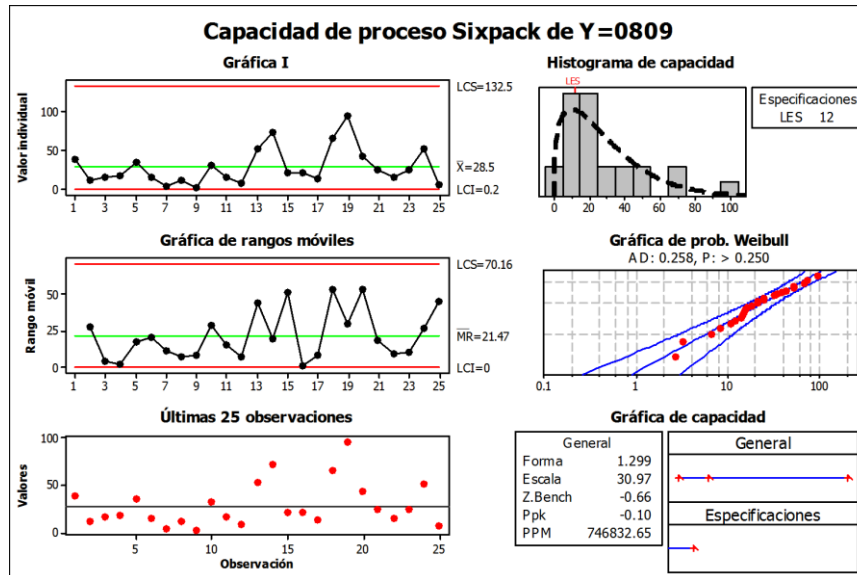 Capacidad de proceso Sixpack de Y=0809
Gráfica I
Valor individual
100
50
0
1 3 5 7 9 11 13 15 17 19 21 23 25
LCS=132.5
X̅=28.5
LCI=0.2
Histograma de capacidad
LES
0 20 40 60 80 100
Especificaciones
LES 12
Gráfica de rangos móviles
Rango móvil
50
25
0
1 3 5 7 9 11 13 15 17 19 21 23 25
LCS=70.16
M̅R̅=21.47
LCI=0
Gráfica de prob. Weibull
AD: 0.258, P: > 0.250
0.1 1 10 100
Últimas 25 observaciones
Valores
100
50
0
5 10 15 20 25
Observación
Gráfica de capacidad
General
Forma 1.299
Escala 30.97
Z.Bench -0.66
Ppk -0.10
PPM 746832.65
General
Especificaciones